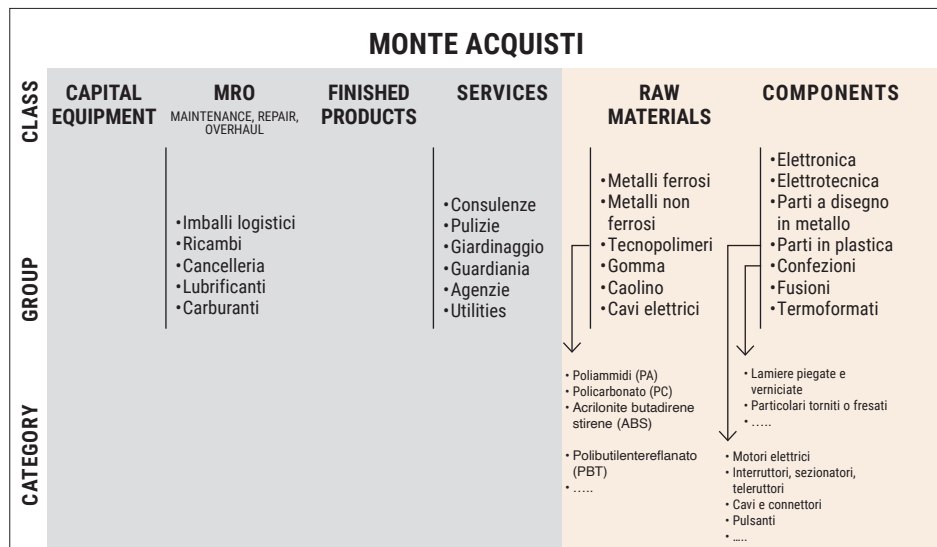 MONTE ACQUISTI
CLASS
CAPITAL
EQUIPMENT
MRO
MAINTENANCE, REPAIR,
OVERHAUL
FINISHED
PRODUCTS
SERVICES
RAW
MATERIALS
COMPONENTS
GROUP
•Imballi logistici
•Ricambi
•Cancelleria
•Lubrificanti
•Carburanti
•Consulenze
•Pulizie
•Giardinaggio
•Guardiania
•Agenzie
•Utilities
•Metalli ferrosi
•Metalli non
ferrosi
•Tecnopolimeri
•Gomma
•Caolino
•Cavi elettrici
•Elettronica
•Elettrotecnica
•Parti a disegno
in metallo
•Parti in plastica
•Confezioni
•Fusioni
•Termoformati
CATEGORY
• Poliammidi (PA)
• Policarbonato (PC)
• Acrilonite butadirene
stirene (ABS)
• Polibutilentereflanato
(PBT)
• .....
• Lamiere piegate e
verniciate
• Particolari torniti o fresati
• .....
• Motori elettrici
• Interruttori, sezionatori,
teleruttori
• Cavi e connettori
• Pulsanti
• .....